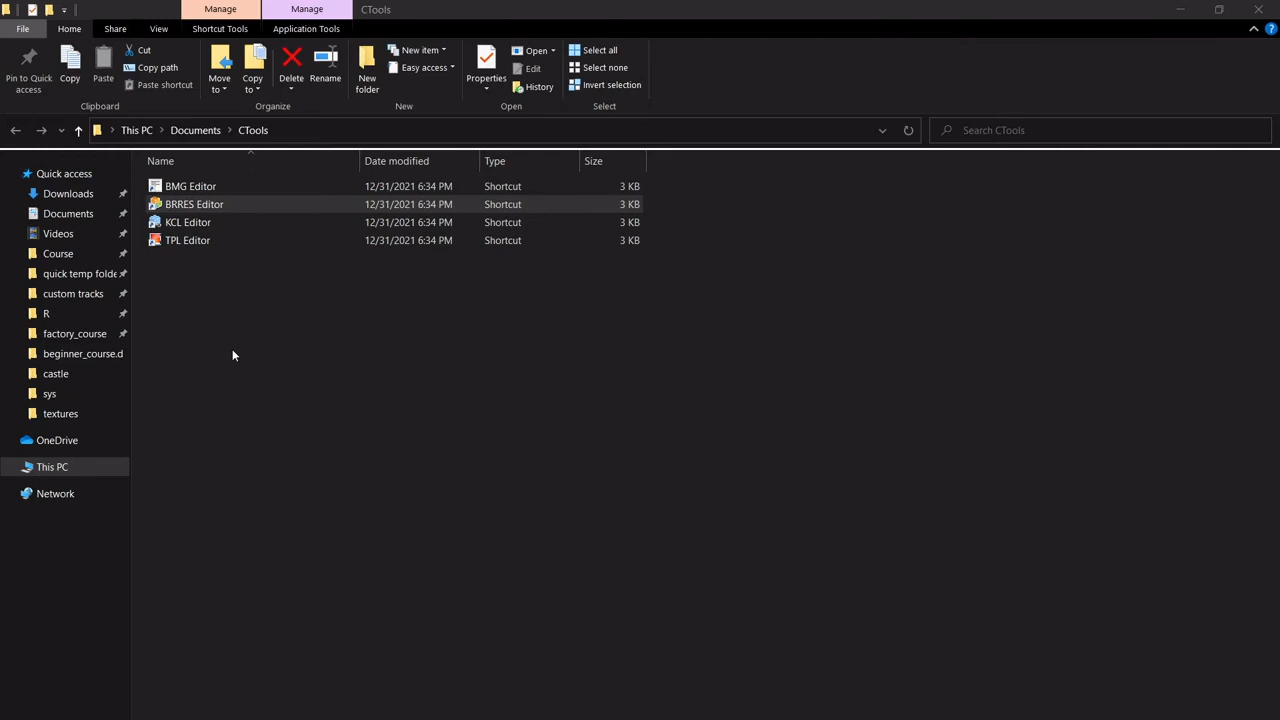 Manage Manage CTools
File Home Share View Shortcut Tools Application Tools
Pin to Quick access
Copy
Paste
Cut
Copy path
Paste shortcut
Clipboard
Move to
Copy to
Delete
Rename
Organize
New folder
New item
Easy access
New
Properties
Open
Edit
History
Open
Select all
Select none
Invert selection
Select
This PC Documents CTools
Search CTools
Name Date modified Type Size
BMG Editor 12/31/2021 6:34 PM Shortcut 3 KB
BRRES Editor 12/31/2021 6:34 PM Shortcut 3 KB
KCL Editor 12/31/2021 6:34 PM Shortcut 3 KB
TPL Editor 12/31/2021 6:34 PM Shortcut 3 KB
Quick access
Downloads
Documents
Videos
Course
quick temp folde
custom tracks
R
factory_course
beginner_course.d
castle
sys
textures
OneDrive
This PC
Network